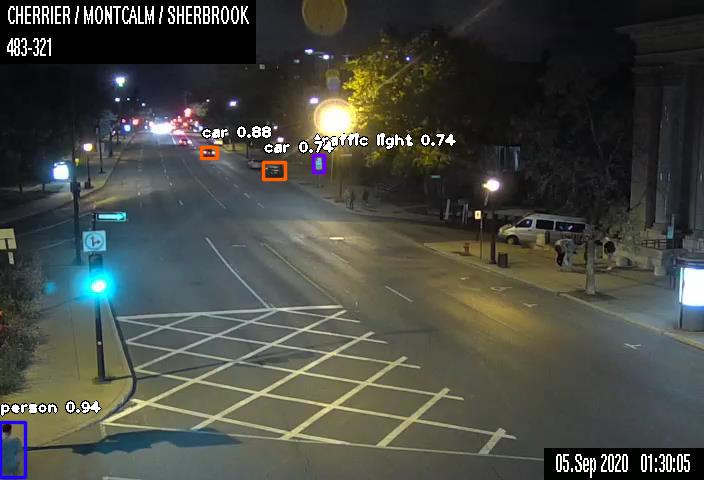 CHERRIER / MONTCALM / SHERBROOK
483-321
car 0.88
car 0.74
traffic light 0.74
person 0.94
05.Sep 2020 01:30:05